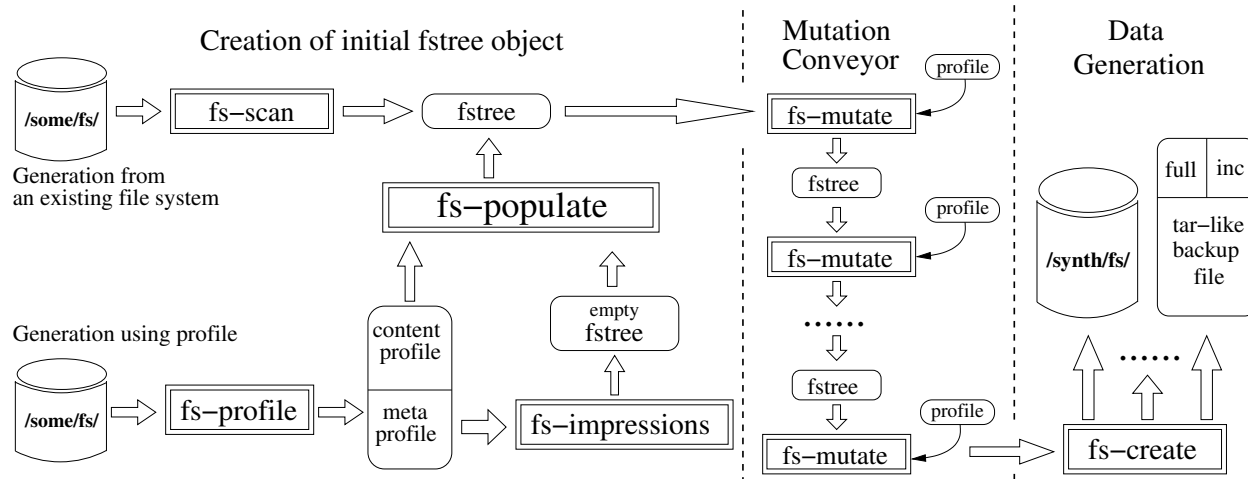 Creation of initial fstree object
/some/fs/
fs−scan
fstree
Generation from
an existing file system
fs−populate
Generation using profile
/some/fs/
fs−profile
content
profile
meta
profile
empty
fstree
fs−impressions
Mutation
Conveyor
profile
fs−mutate
fstree
profile
fs−mutate
......
fstree
profile
fs−mutate
Data
Generation
/synth/fs/
full
inc
tar−like
backup
file
......
fs−create